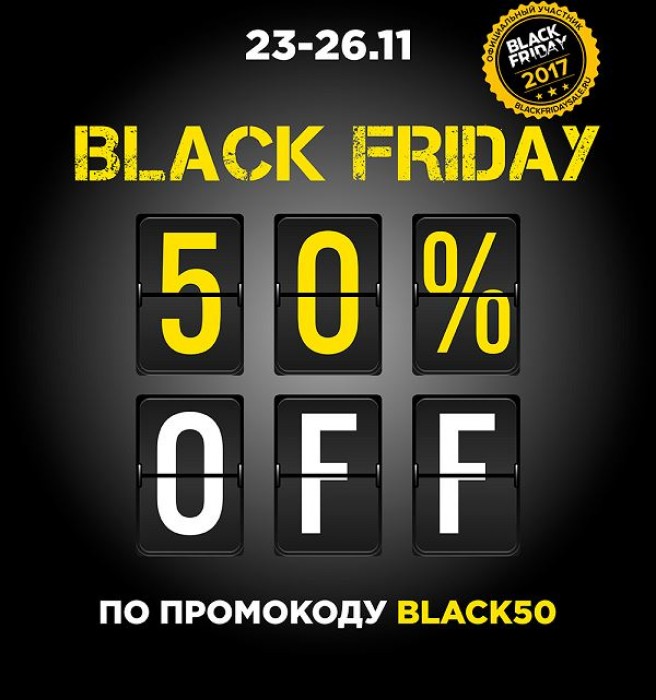 23-26.11
ОФИЦИАЛЬНЫЙ УЧАСТНИК
BLACK
FRIDAY
2017
BLACKFRIDAYSALE.RU
BLACK FRIDAY
50%
OFF
ПО ПРОМОКОДУ BLACK50